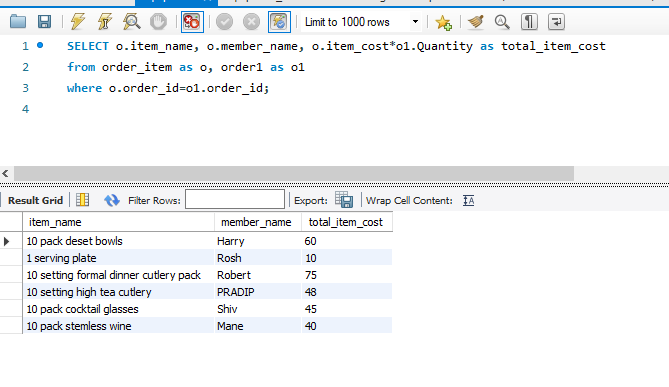 Limit to 1000 rows
1 SELECT o.item_name, o.member_name, o.item_cost*o1.Quantity as total_item_cost
2 from order_item as o, order1 as o1
3 where o.order_id=o1.order_id;
4
Result Grid Filter Rows: Export: Wrap Cell Content: IA
item_name member_name total_item_cost
10 pack deset bowls Harry 60
1 serving plate Rosh 10
10 setting formal dinner cutlery pack Robert 75
10 setting high tea cutlery PRADIP 48
10 pack cocktail glasses Shiv 45
10 pack stemless wine Mane 40